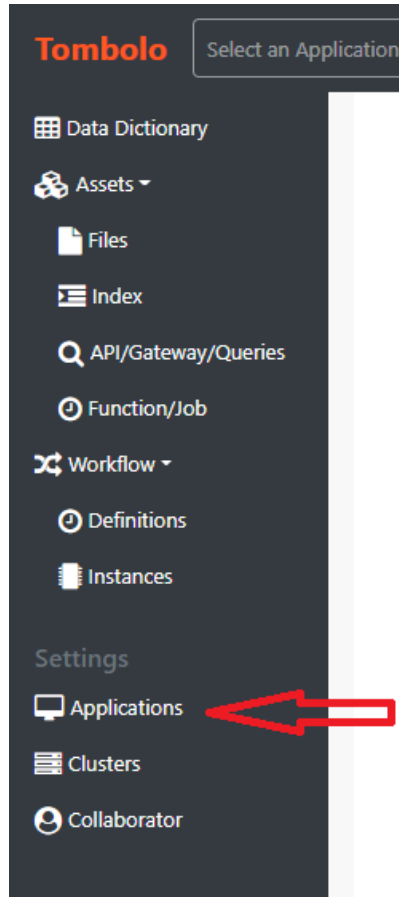 Tombolo
Select an Application
Data Dictionary
Assets
Files
Index
API/Gateway/Queries
Function/Job
Workflow
Definitions
Instances
Settings
Applications
Clusters
Collaborator